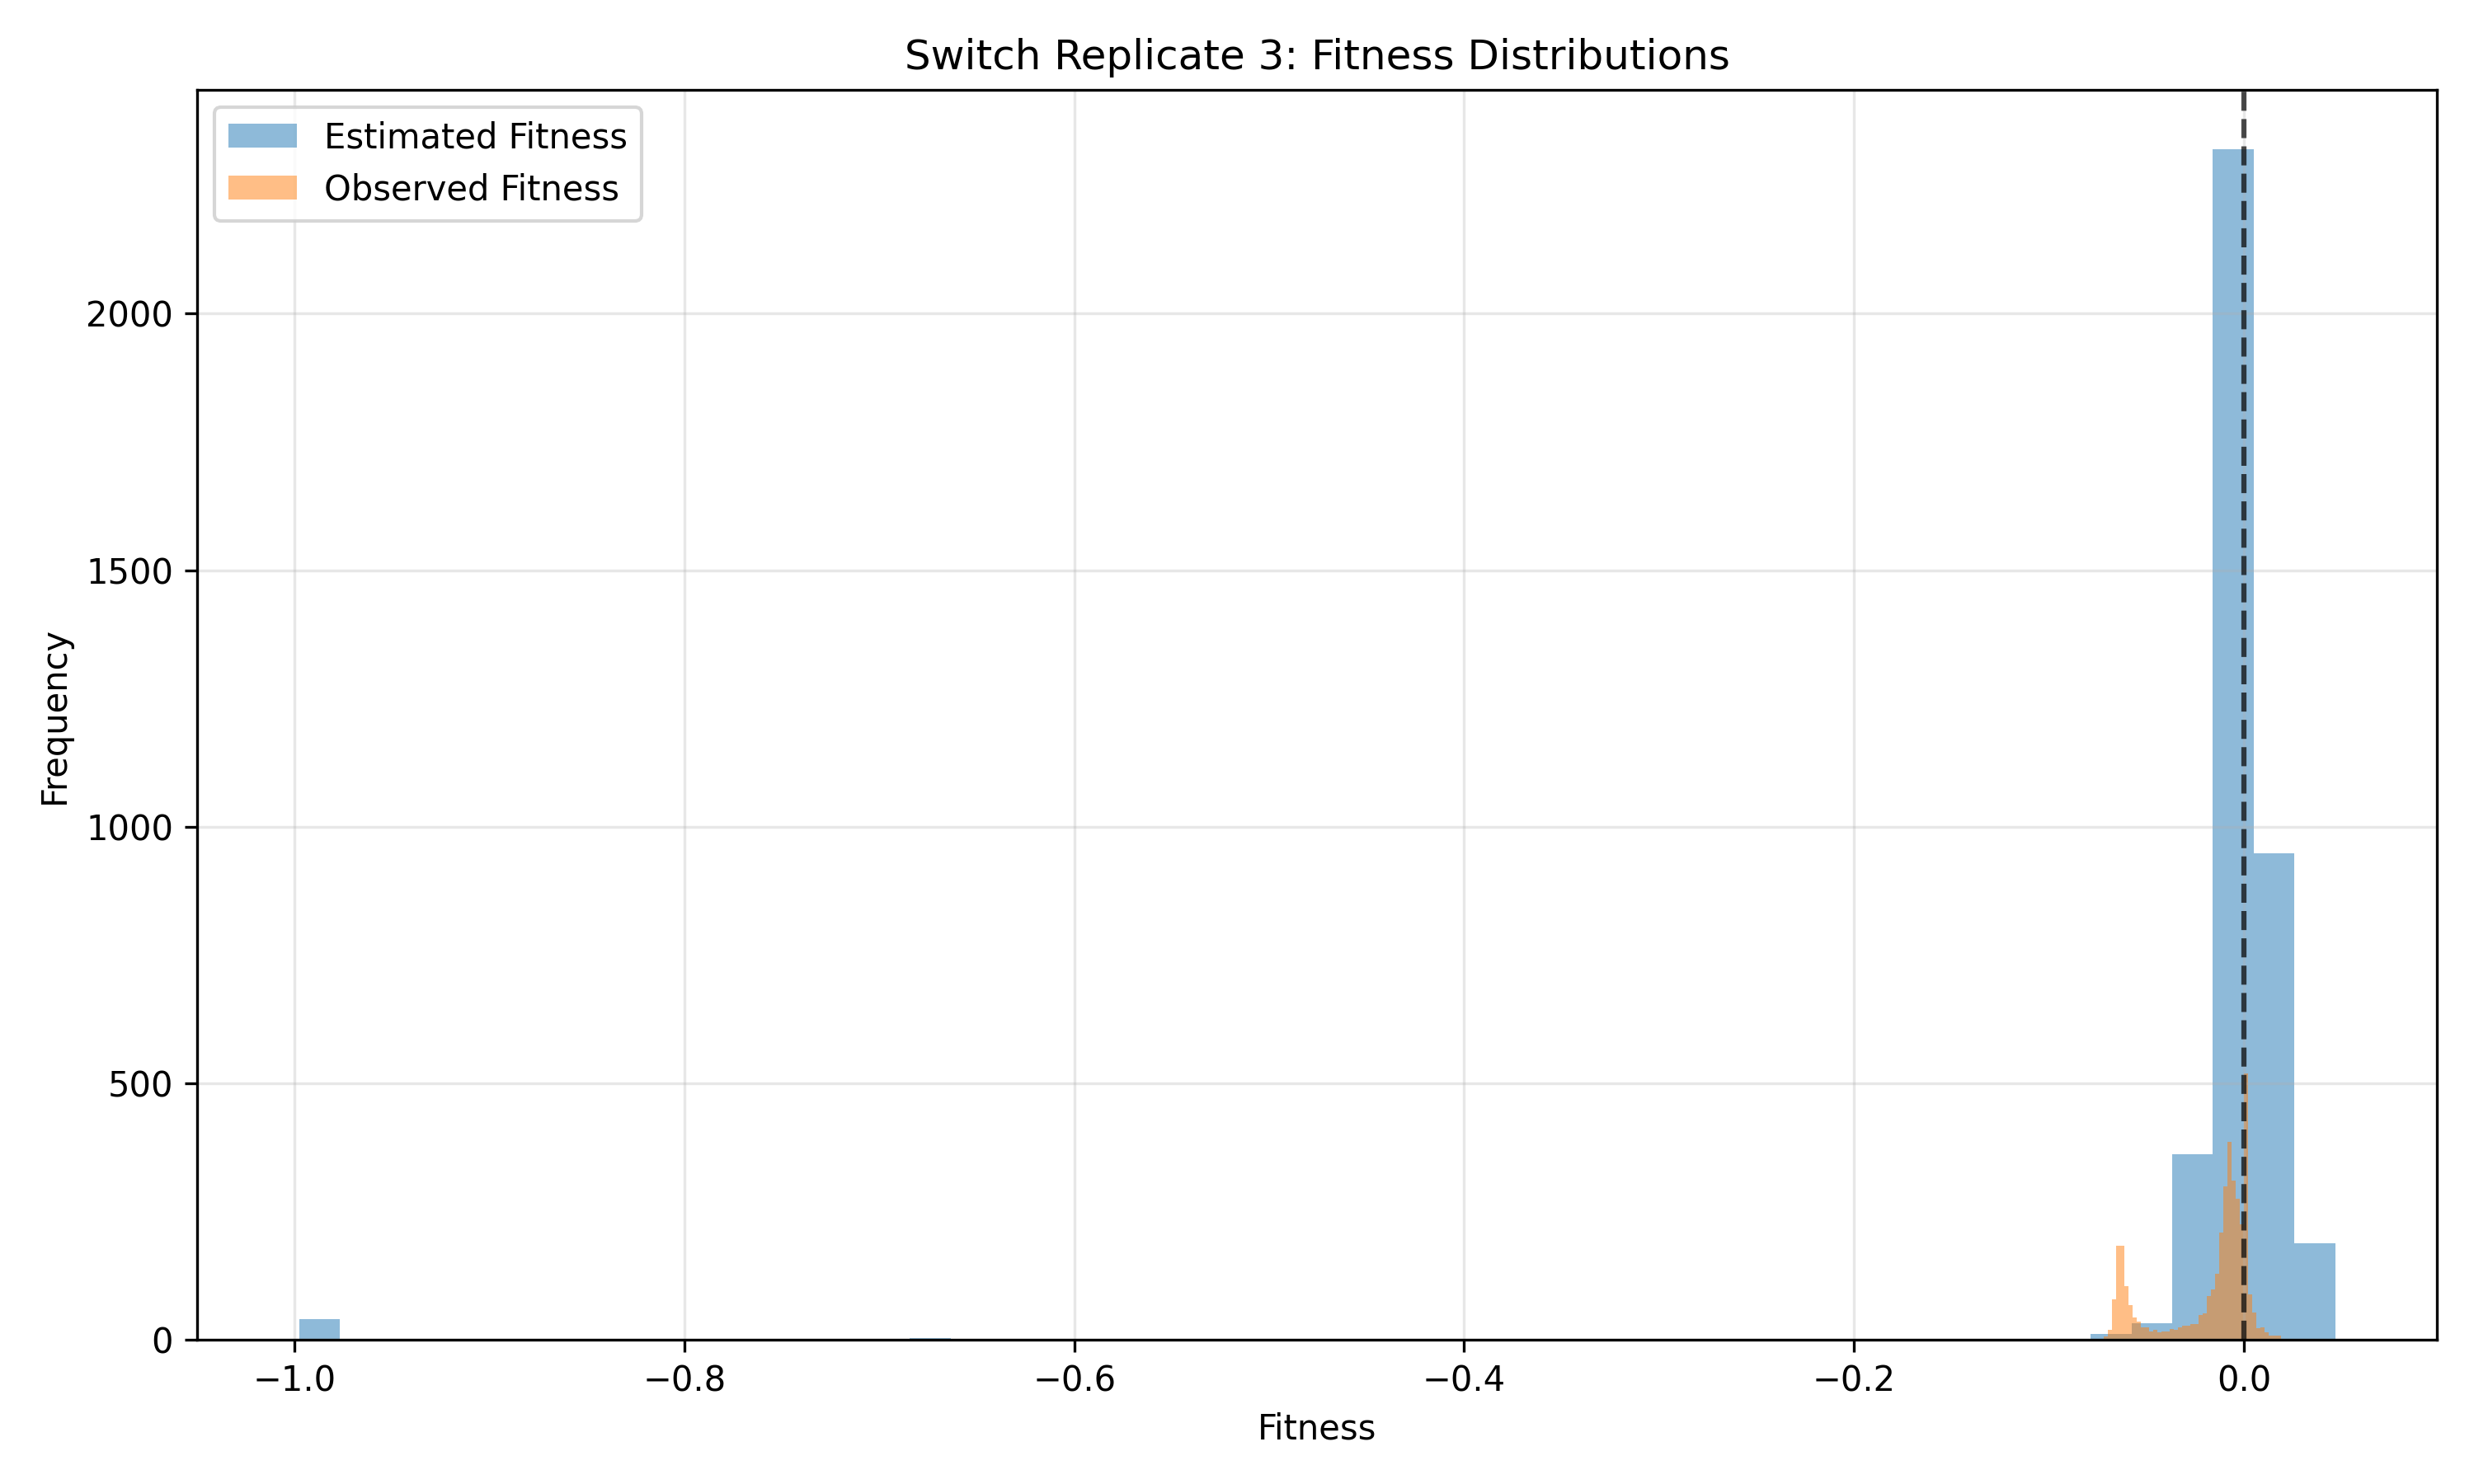 Switch Replicate 3: Fitness Distributions
Estimated Fitness
Observed Fitness
Frequency
2000
1500
1000
500
0
−1.0
−0.8
−0.6
−0.4
−0.2
0.0
Fitness